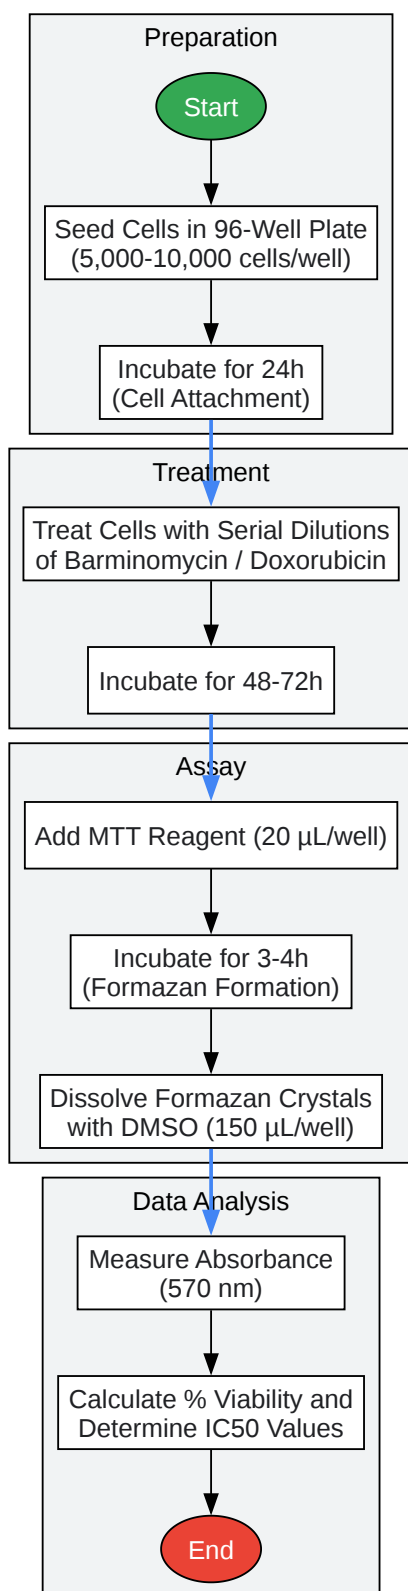 Preparation
Start
Seed Cells in 96-Well Plate
(5,000-10,000 cells/well)
Incubate for 24h
(Cell Attachment)
Treatment
Treat Cells with Serial Dilutions
of Barminomycin / Doxorubicin
Incubate for 48-72h
Assay
Add MTT Reagent (20 µL/well)
Incubate for 3-4h
(Formazan Formation)
Dissolve Formazan Crystals
with DMSO (150 µL/well)
Data Analysis
Measure Absorbance
(570 nm)
Calculate % Viability and
Determine IC50 Values
End